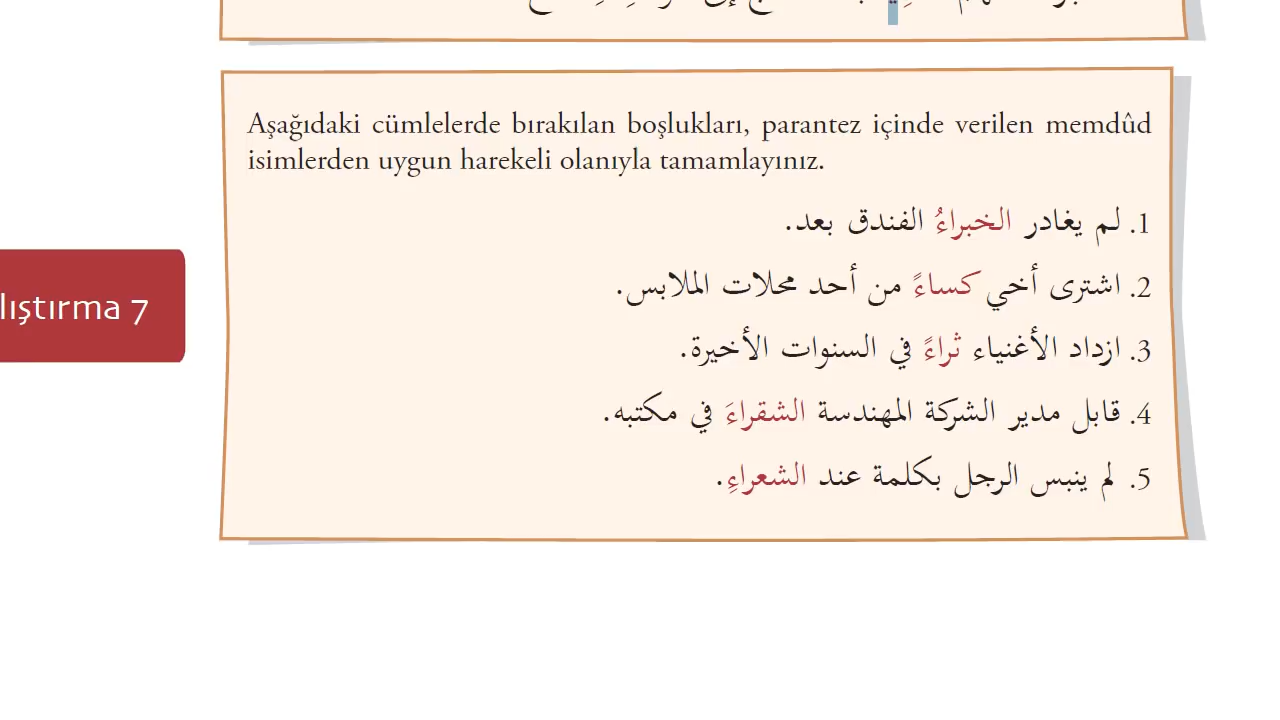 Aşağıdaki cümlelerde bırakılan boşlukları, parantez içinde verilen memdûd
isimlerden uygun harekeli olanıyla tamamlayınız.
1. لم يغادر الخبراءُ الفندق بعد.
2. اشترى أخي كساءً من أحد محلات الملابس.
lıştırma 7
3. ازداد الأغنياء ثراءً في السنوات الأخيرة.
4. قابل مدير الشركة المهندسة الشقراءَ في مكتبه.
5. لم ينبس الرجل بكلمة عند الشعراءِ.